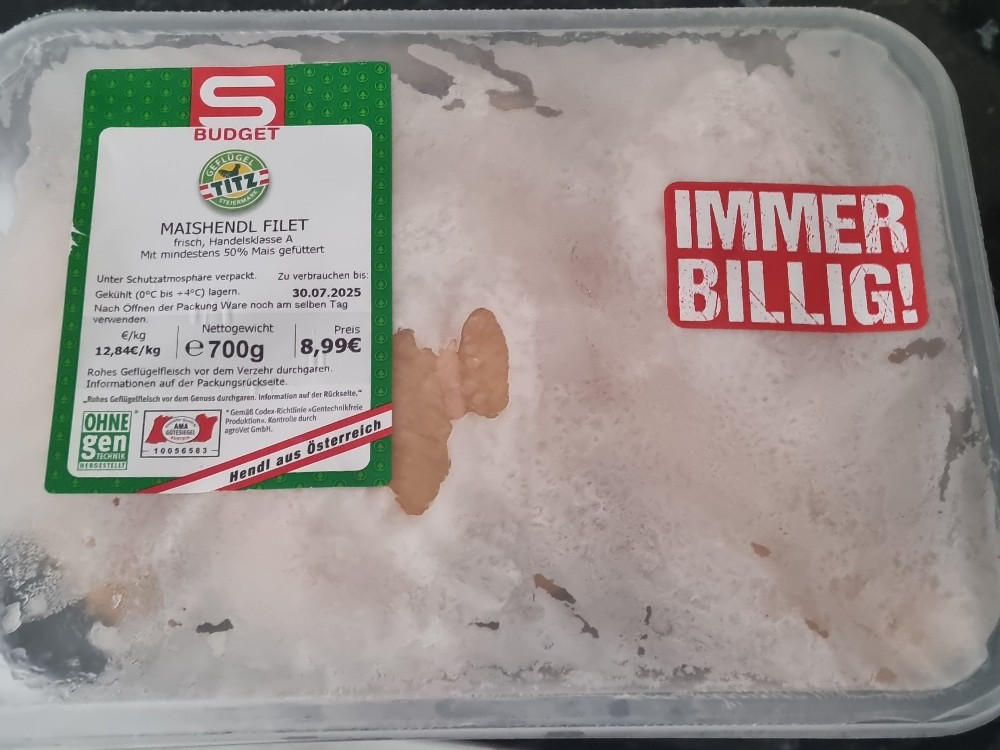 S
BUDGET
GEFLÜGEL
TITZ
STEIERMARK
MAISHENDL FILET
frisch, Handelsklasse A
Mit mindestens 50% Mais gefüttert
Unter Schutzatmosphäre verpackt.
Gekühlt (0°C bis +4°C) lagern.
Zu verbrauchen bis:
30.07.2025
Nach Öffnen der Packung Ware noch am selben Tag
verwenden.
€/kg
12,84€/kg
Nettogewicht
℮ 700g
Preis
8,99€
Rohes Geflügelfleisch vor dem Verzehr durchgaren.
Informationen auf der Packungsrückseite.
„Rohes Geflügelfleisch vor dem Genuss durchgaren. Information auf der Rückseite."
OHNE
gen
TECHNIK
HERGESTELLT
AMA
GÜTESIEGEL
10056583
* Gemäß Codex-Richtlinie »Gentechnikfreie
Produktion«. Kontrolle durch
agroVet GmbH.
Hendl aus Österreich
IMMER
BILLIG!